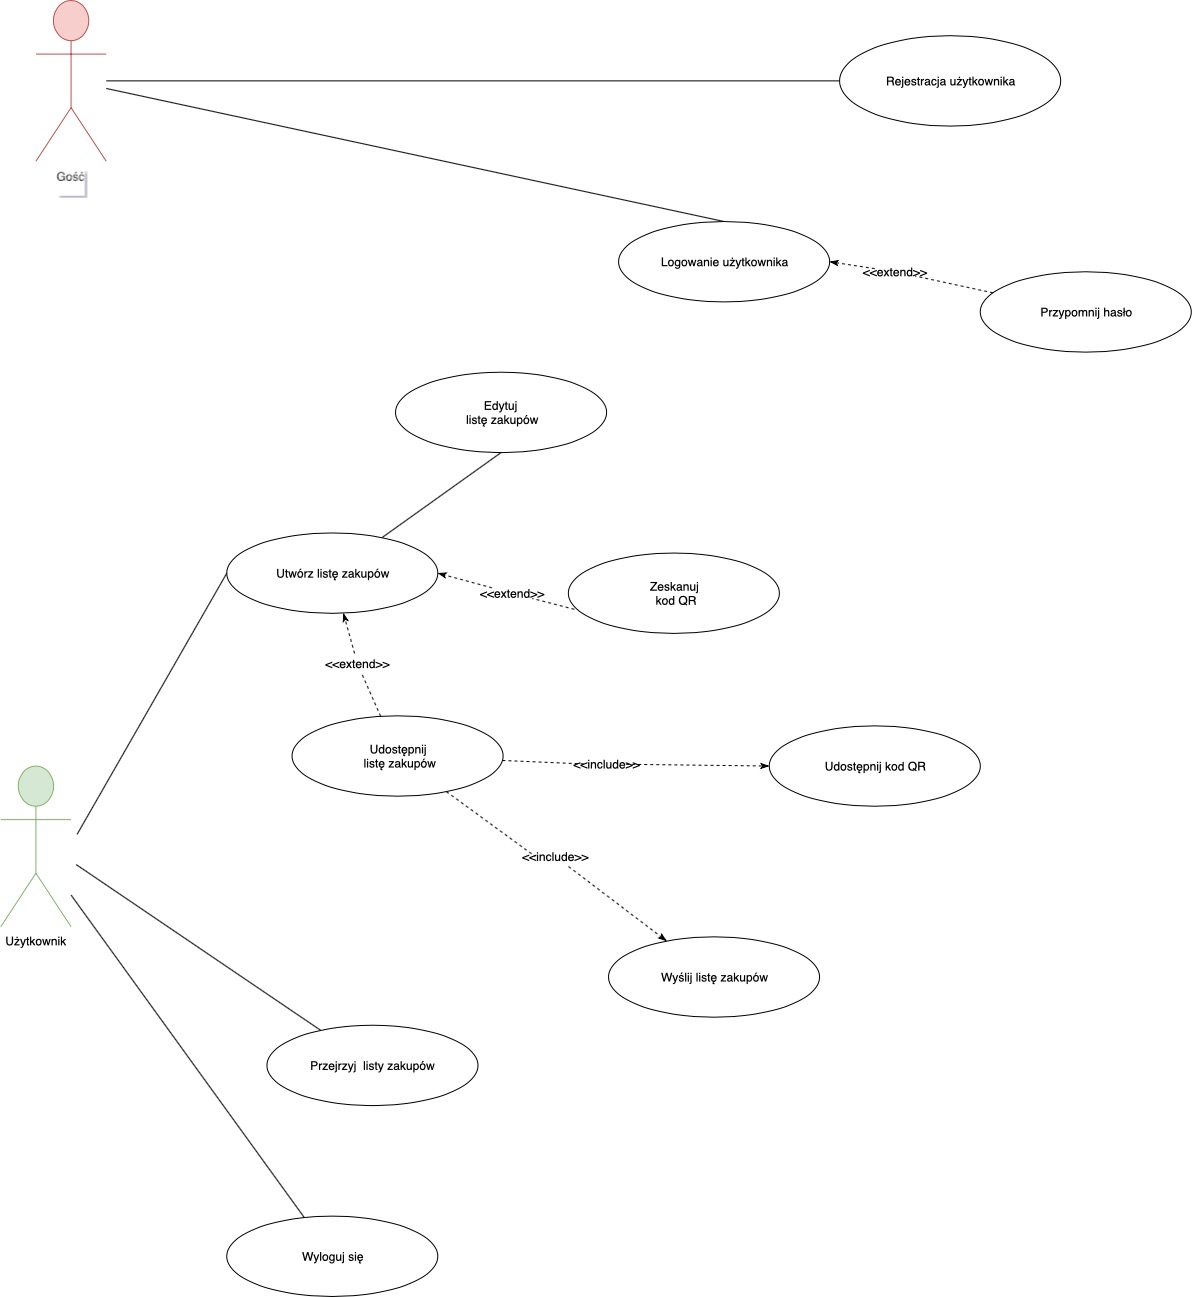 Rejestracja użytkownika
Gość
Logowanie użytkownika
<<extend>>
Przypomnij hasło
Edytuj
listę zakupów
Utwórz listę zakupów
<<extend>>
Zeskanuj
kod QR
<<extend>>
Udostępnij
listę zakupów
<<include>>
Udostępnij kod QR
<<include>>
Użytkownik
Wyślij listę zakupów
Przejrzyj  listy zakupów
Wyloguj się